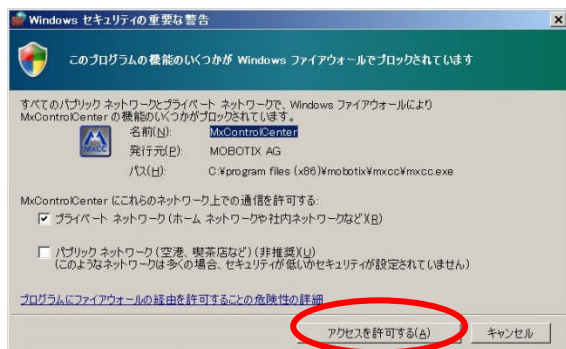 Windows セキュリティの重要な警告
このプログラムの機能のいくつかが Windows ファイアウォールでブロックされています
すべてのパブリック ネットワークとプライベート ネットワークで、Windows ファイアウォールにより
MxControlCenter の機能のいくつかがブロックされています。
名前(N): MxControlCenter
MxCC
発行元(P): MOBOTIX AG
パス(H): C:¥program files (x86)¥mobotix¥mxcc¥mxcc.exe
MxControlCenter にこれらのネットワーク上での通信を許可する:
プライベート ネットワーク (ホーム ネットワークや社内ネットワークなど)(R)
パブリック ネットワーク (空港、喫茶店など) (非推奨)(U)
(このようなネットワークは多くの場合、セキュリティが低いかセキュリティが設定されていません)
プログラムにファイアウォールの経由を許可することの危険性の詳細
アクセスを許可する(A) キャンセル